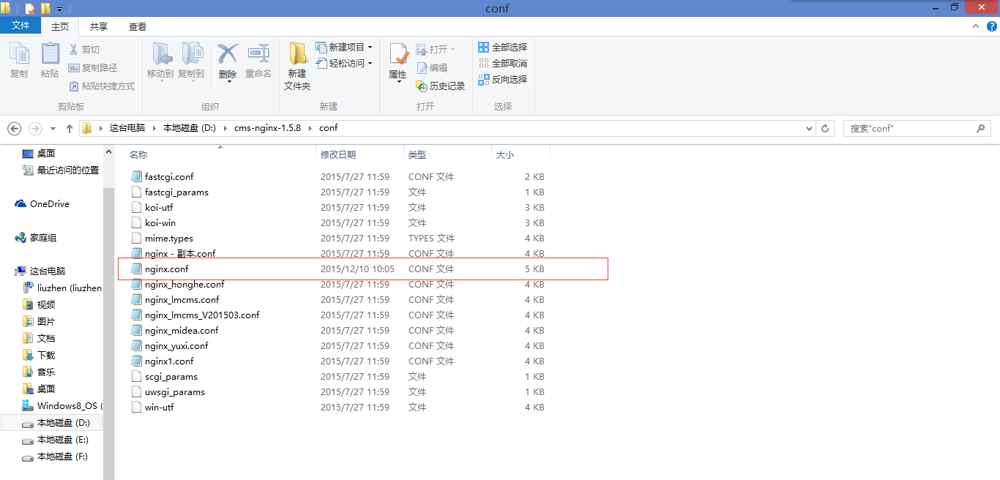 conf
文件 主页 共享 查看
复制 粘贴 剪切 复制路径 粘贴快捷方式 移动到 复制到 删除 重命名 新建文件夹 新建项目 轻松访问 属性 打开 编辑 历史记录 全部选择 全部取消 反向选择
剪贴板 组织 新建 打开 选择
这台电脑 本地磁盘 (D:) cms-nginx-1.5.8 conf 搜索"conf"
桌面
最近访问的位置
OneDrive
家庭组
这台电脑
liuzhen (liuzhen
视频
图片
文档
下载
音乐
桌面
Windows8_OS (
本地磁盘 (D:)
本地磁盘 (E:)
本地磁盘 (F:)
名称 修改日期 类型 大小
fastcgi.conf 2015/7/27 11:59 CONF 文件 2 KB
fastcgi_params 2015/7/27 11:59 文件 1 KB
koi-utf 2015/7/27 11:59 文件 3 KB
koi-win 2015/7/27 11:59 文件 3 KB
mime.types 2015/7/27 11:59 TYPES 文件 4 KB
nginx - 副本.conf 2015/7/27 11:59 CONF 文件 4 KB
nginx.conf 2015/12/10 10:05 CONF 文件 5 KB
nginx_honghe.conf 2015/7/27 11:59 CONF 文件 4 KB
nginx_lmcms.conf 2015/7/27 11:59 CONF 文件 4 KB
nginx_lmcms_V201503.conf 2015/7/27 11:59 CONF 文件 4 KB
nginx_midea.conf 2015/7/27 11:59 CONF 文件 4 KB
nginx_yuxi.conf 2015/7/27 11:59 CONF 文件 4 KB
nginx1.conf 2015/7/27 11:59 CONF 文件 4 KB
scgi_params 2015/7/27 11:59 文件 1 KB
uwsgi_params 2015/7/27 11:59 文件 1 KB
win-utf 2015/7/27 11:59 文件 4 KB